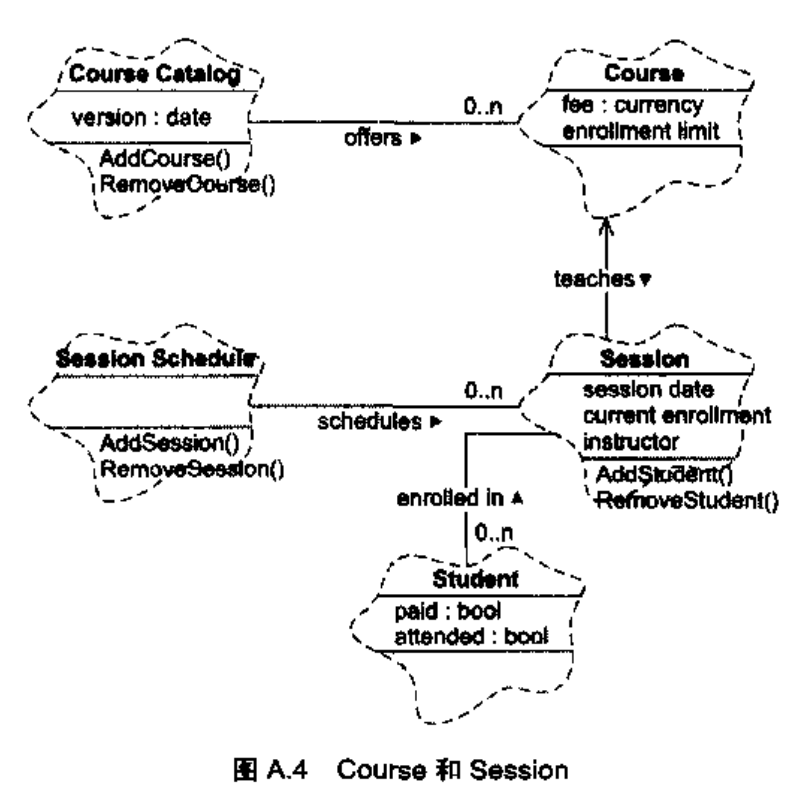 Course Catalog
version : date
AddCourse()
RemoveCourse()
0..n
offers ▶
Course
fee : currency
enrollment limit
teaches ▼
Session Schedule
AddSession()
RemoveSession()
0..n
schedules ▶
Session
session date
current enrollment
instructor
AddStudent()
RemoveStudent()
enrolled in ▲
0..n
Student
paid : bool
attended : bool
图 A.4 Course 和 Session